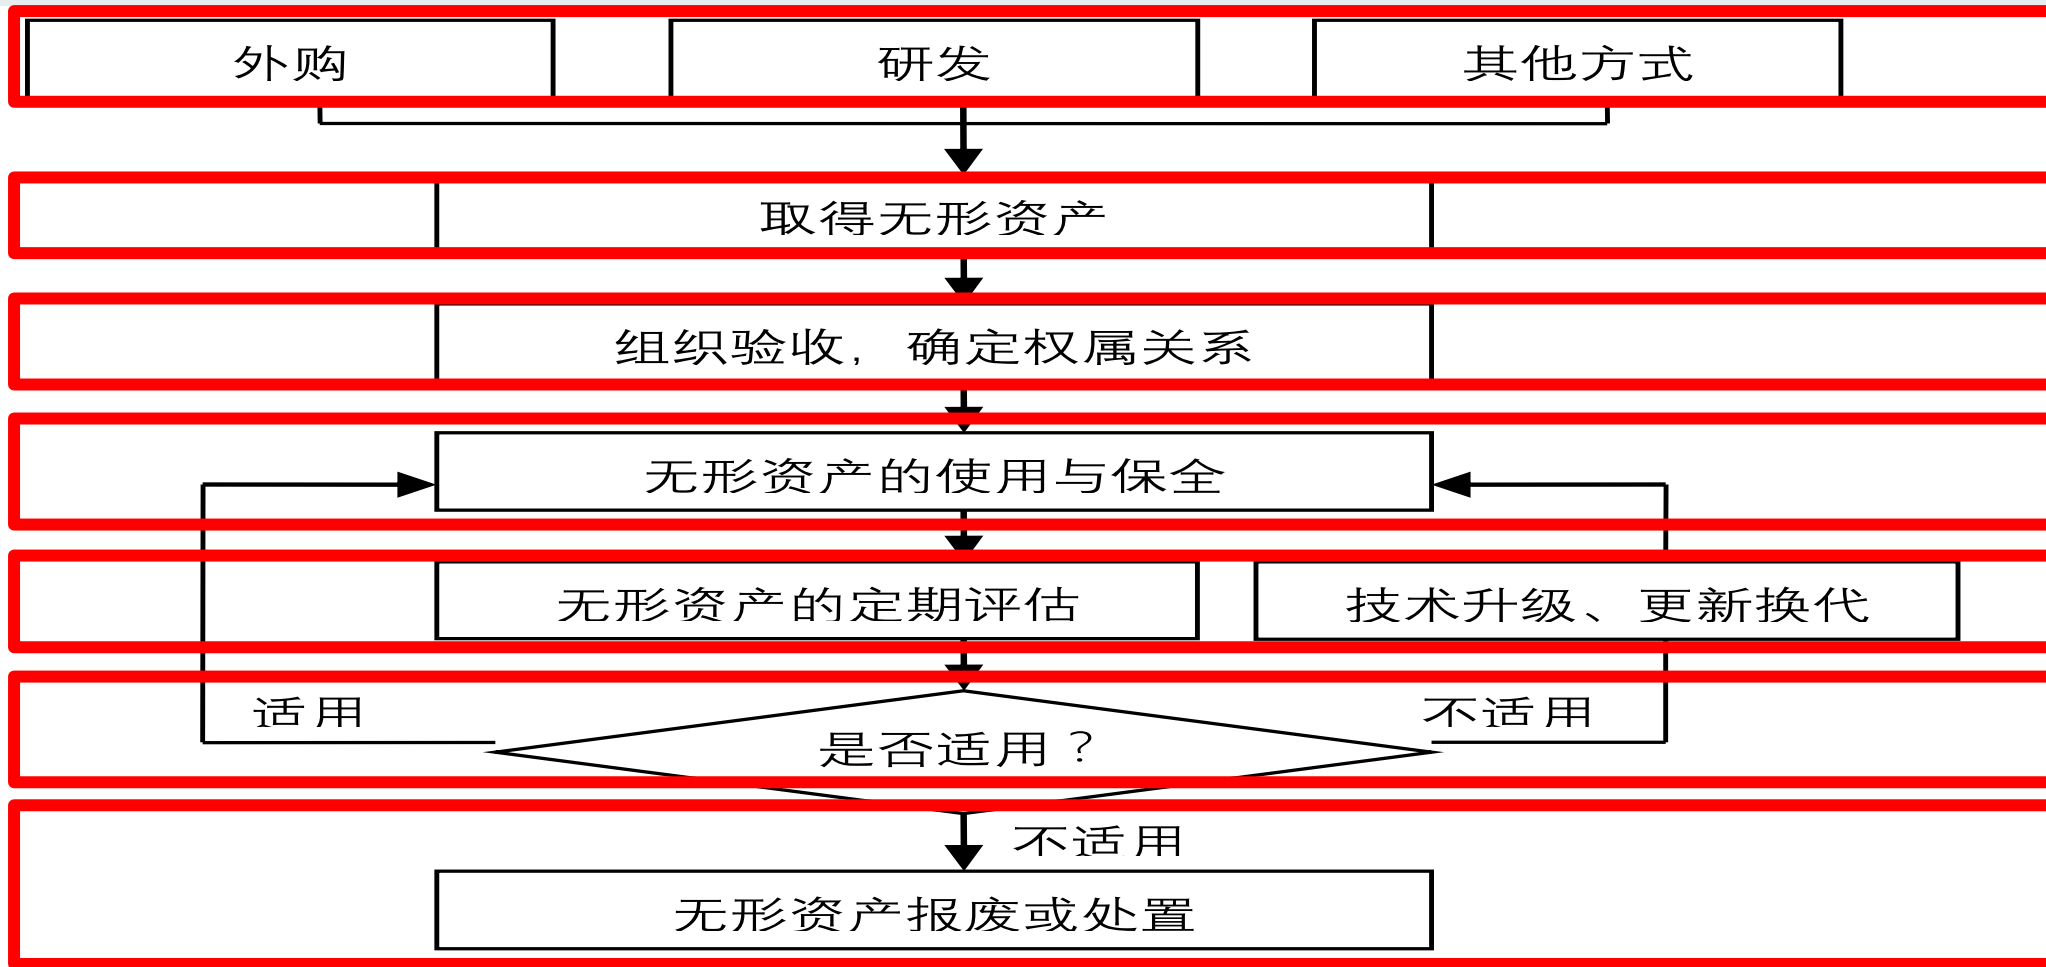 外购
研发
其他方式
取得无形资产
组织验收，确定权属关系
无形资产的使用与保全
无形资产的定期评估
技术升级、更新换代
适用
不适用
是否适用？
不适用
无形资产报废或处置